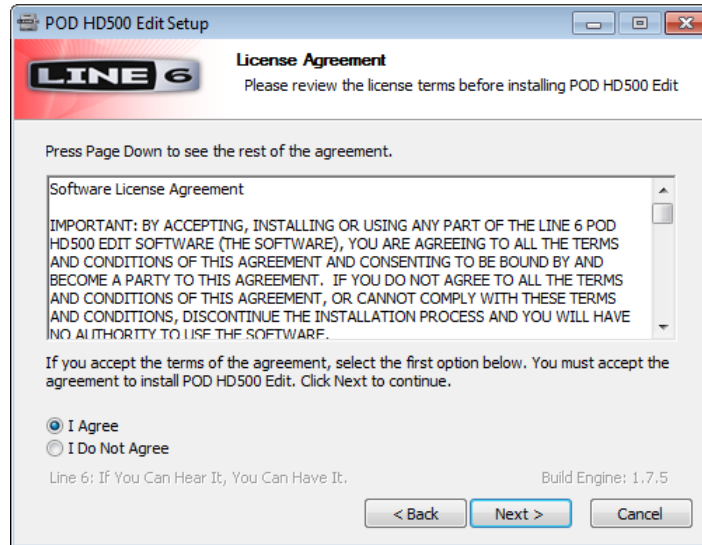 POD HD500 Edit Setup
LINE 6
License Agreement
Please review the license terms before installing POD HD500 Edit
Press Page Down to see the rest of the agreement.
Software License Agreement
IMPORTANT: BY ACCEPTING, INSTALLING OR USING ANY PART OF THE LINE 6 POD
HD500 EDIT SOFTWARE (THE SOFTWARE), YOU ARE AGREEING TO ALL THE TERMS
AND CONDITIONS OF THIS AGREEMENT AND CONSENTING TO BE BOUND BY AND
BECOME A PARTY TO THIS AGREEMENT. IF YOU DO NOT AGREE TO ALL THE TERMS
AND CONDITIONS OF THIS AGREEMENT, OR CANNOT COMPLY WITH THESE TERMS
AND CONDITIONS, DISCONTINUE THE INSTALLATION PROCESS AND YOU WILL HAVE
NO AUTHORITY TO USE THE SOFTWARE.
If you accept the terms of the agreement, select the first option below. You must accept the
agreement to install POD HD500 Edit. Click Next to continue.
I Agree
I Do Not Agree
Line 6: If You Can Hear It, You Can Have It.
Build Engine: 1.7.5
< Back
Next >
Cancel